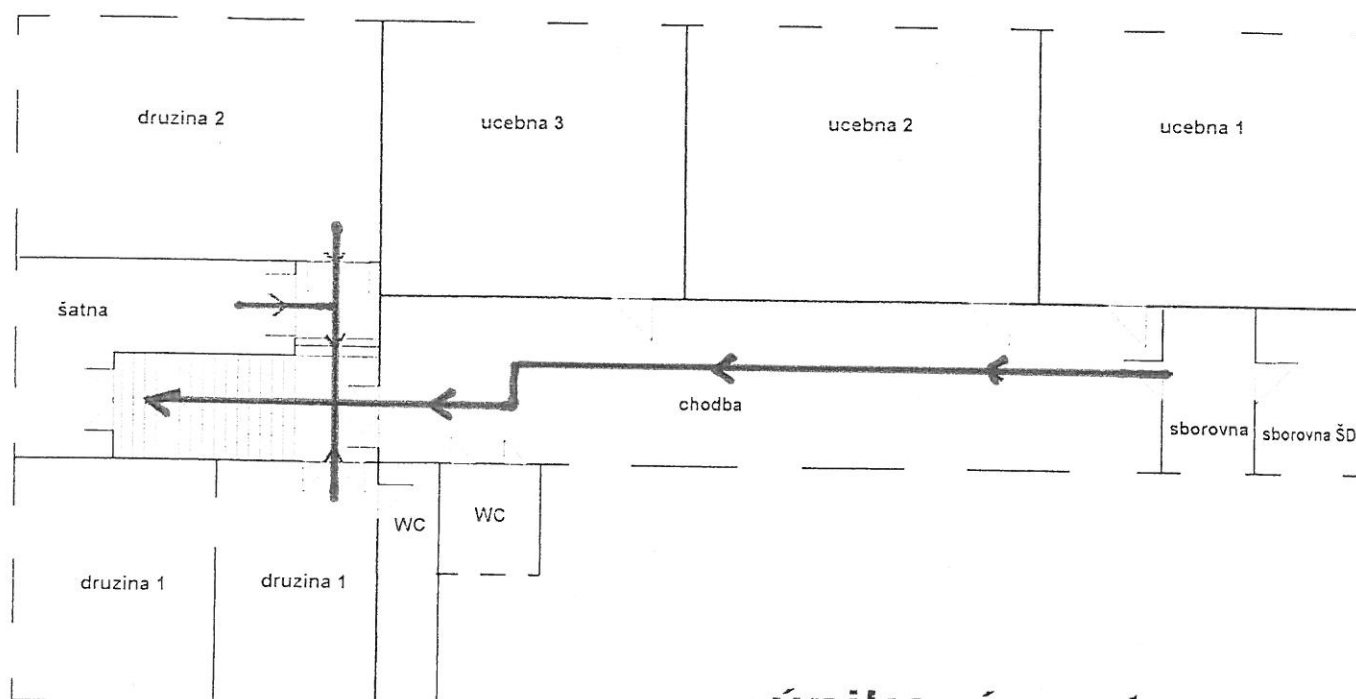 druzina 2
ucebna 3
ucebna 2
ucebna 1
šatna
chodba
sborovna
sborovna ŠD
WC
WC
druzina 1
druzina 1